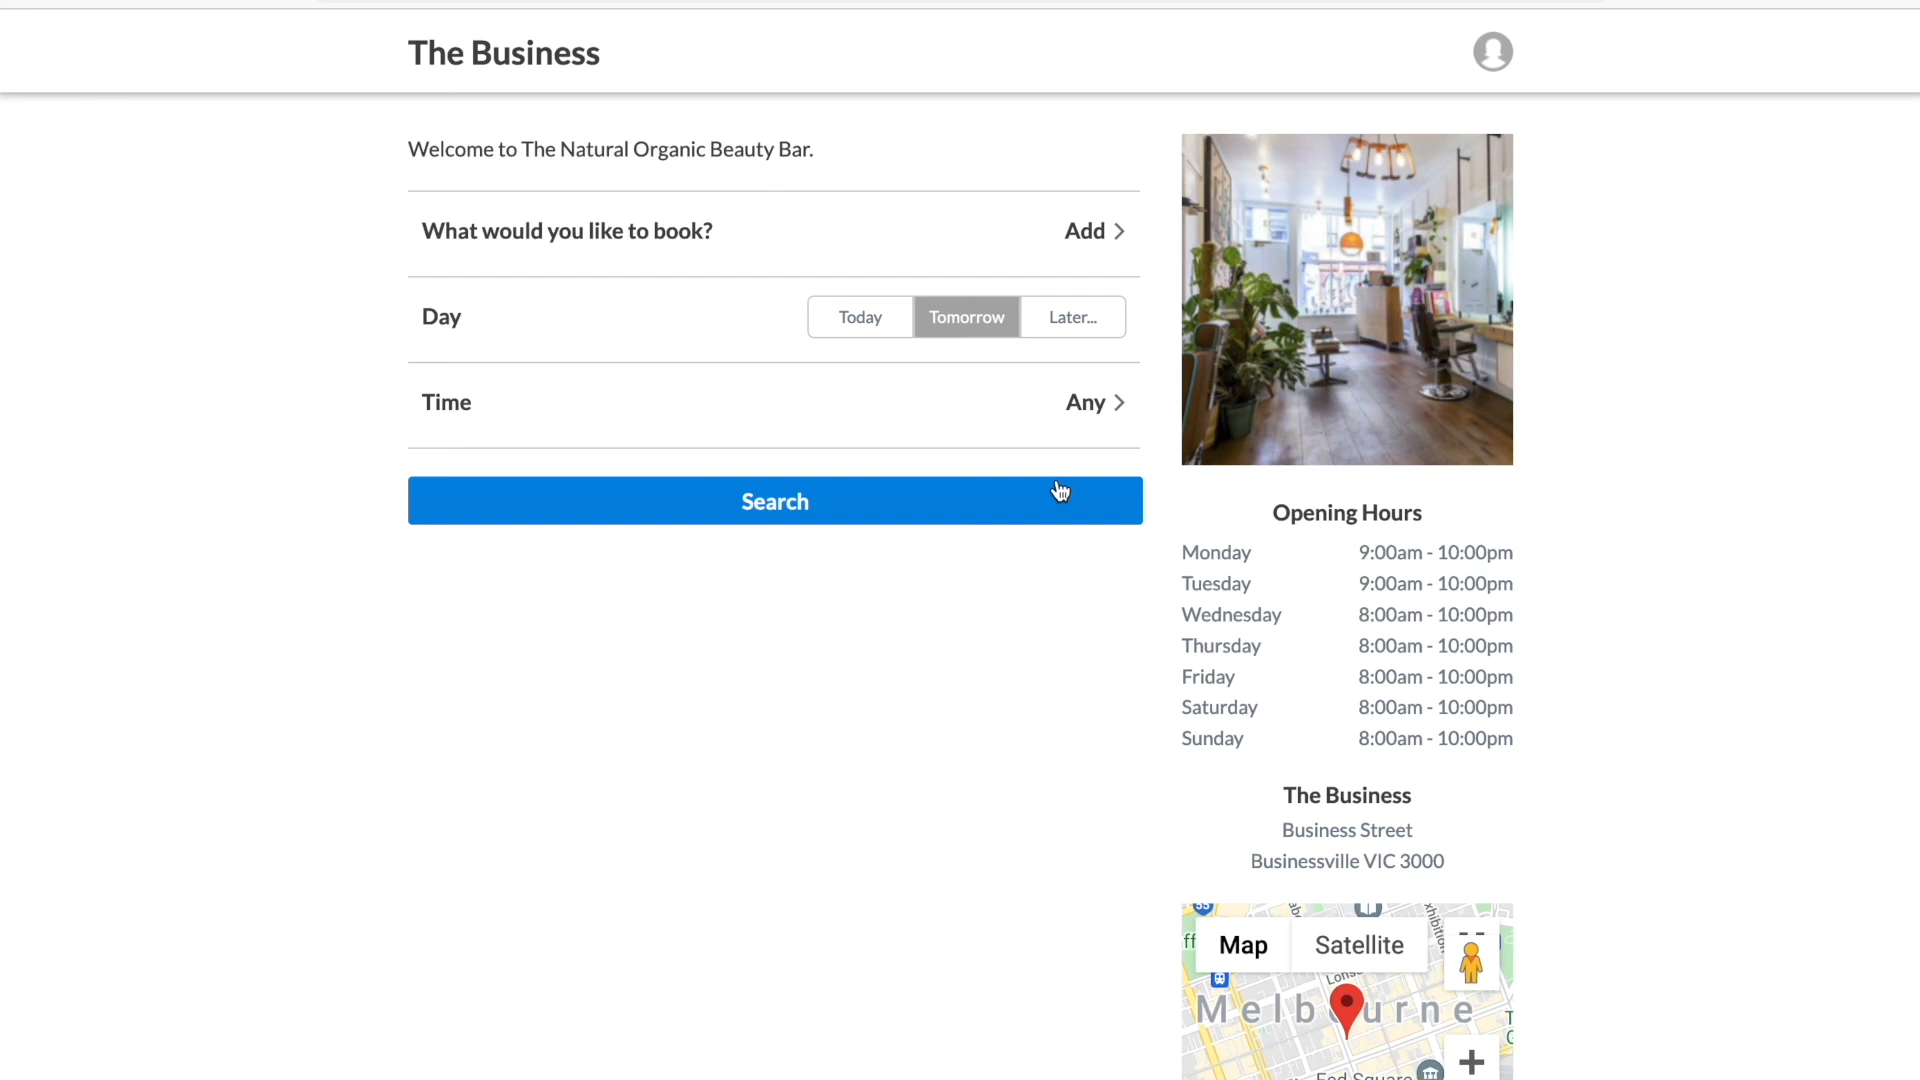 The Business
Welcome to The Natural Organic Beauty Bar.
What would you like to book?
Add >
Day
Today
Tomorrow
Later...
Time
Any >
Search
Opening Hours
Monday 9:00am - 10:00pm
Tuesday 9:00am - 10:00pm
Wednesday 8:00am - 10:00pm
Thursday 8:00am - 10:00pm
Friday 8:00am - 10:00pm
Saturday 8:00am - 10:00pm
Sunday 8:00am - 10:00pm
The Business
Business Street
Businessville VIC 3000
Map
Satellite
Melbourne
Fed Square